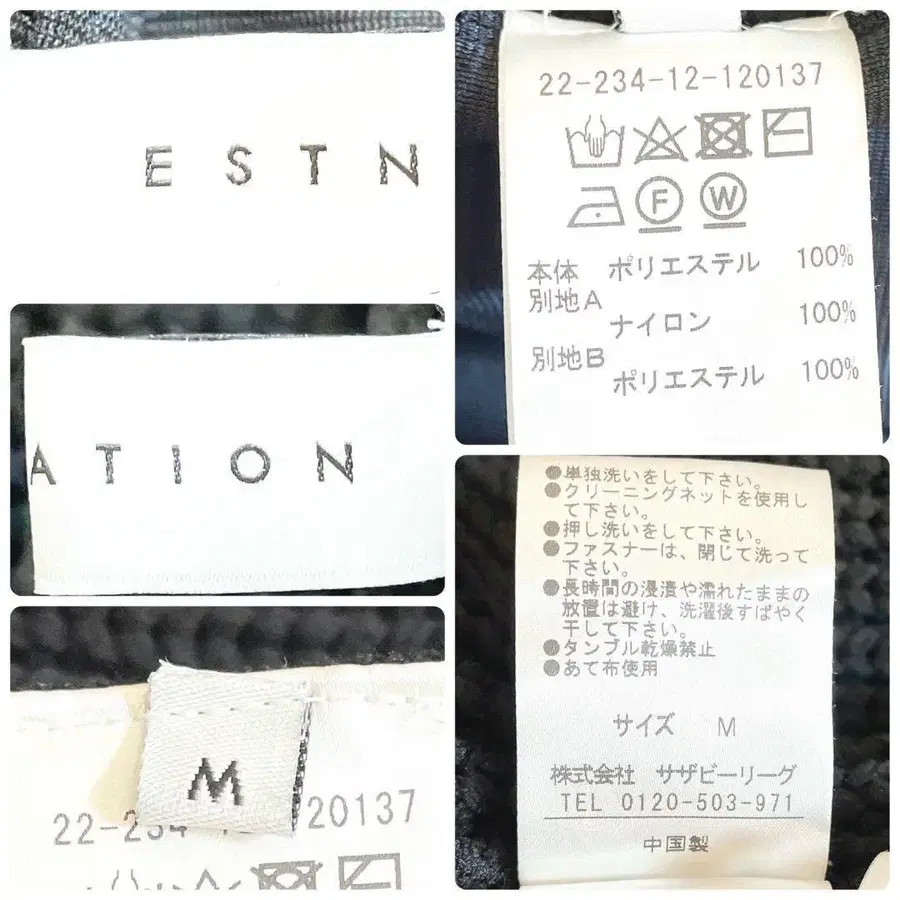 ESTN
ATION
M
22-234-1 20137
22-234-12-120137
F W
本体 ポリエステル 100%
別地A
ナイロン 100%
別地B
ポリエステル 100%
●単独洗いをして下さい。
●クリーニングネットを使用し
て下さい。
●押し洗いをして下さい。
●ファスナーは、閉じて洗って
下さい。
●長時間の浸漬や濡れたままの
放置は避け、洗濯後すばやく
干して下さい。
●タンブル乾燥禁止
●あて布使用
サイズ M
株式会社 サザビーリーグ
TEL 0120-503-971
中国製